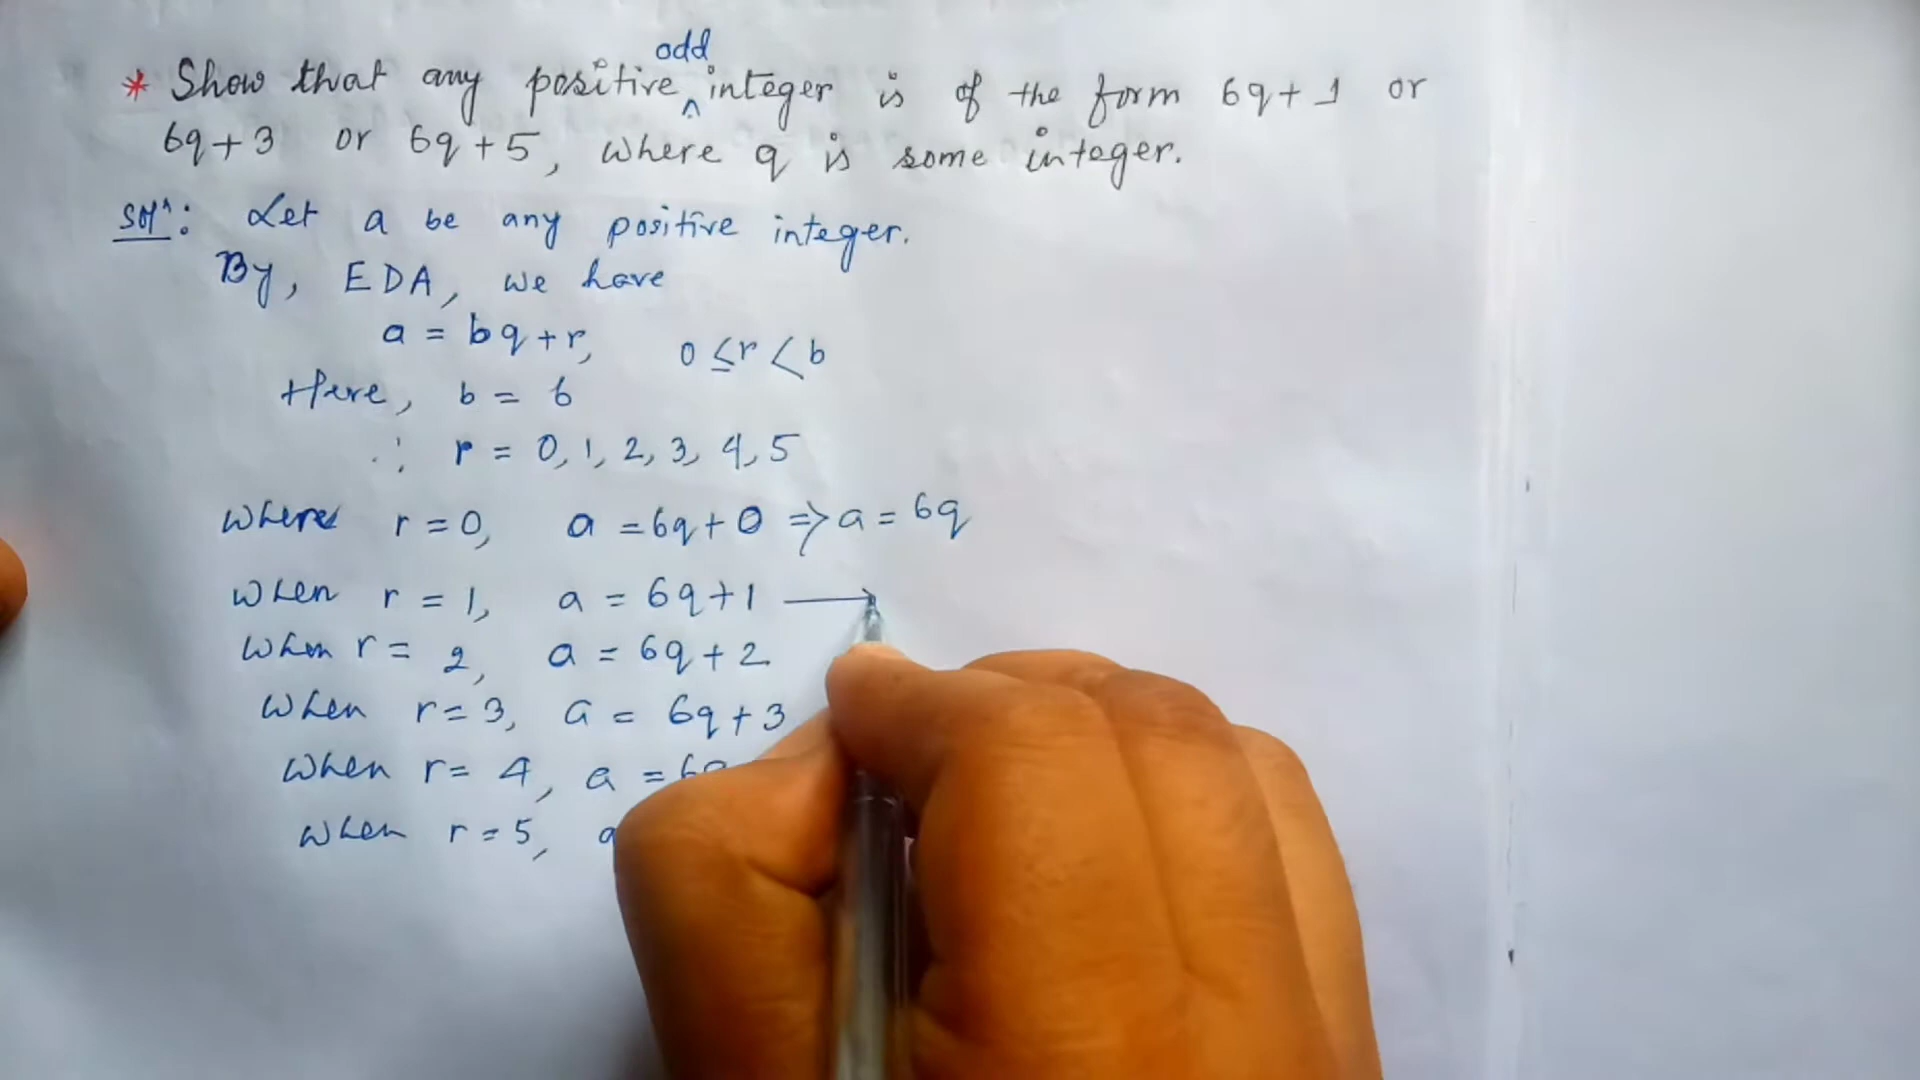 * Show that any positive odd integer is of the form 6q+1 or
6q+3 or 6q+5, where q is some integer.
Solⁿ: Let a be any positive integer.
By, EDA, we have
a = bq+r, 0 ≤ r < b
Here, b = 6
∴ r = 0, 1, 2, 3, 4, 5
where r = 0, a = 6q+0 ⇒ a = 6q
when r = 1, a = 6q+1 →
when r = 2, a = 6q+2
when r = 3, a = 6q+3
when r = 4, a = 6q
when r = 5, a